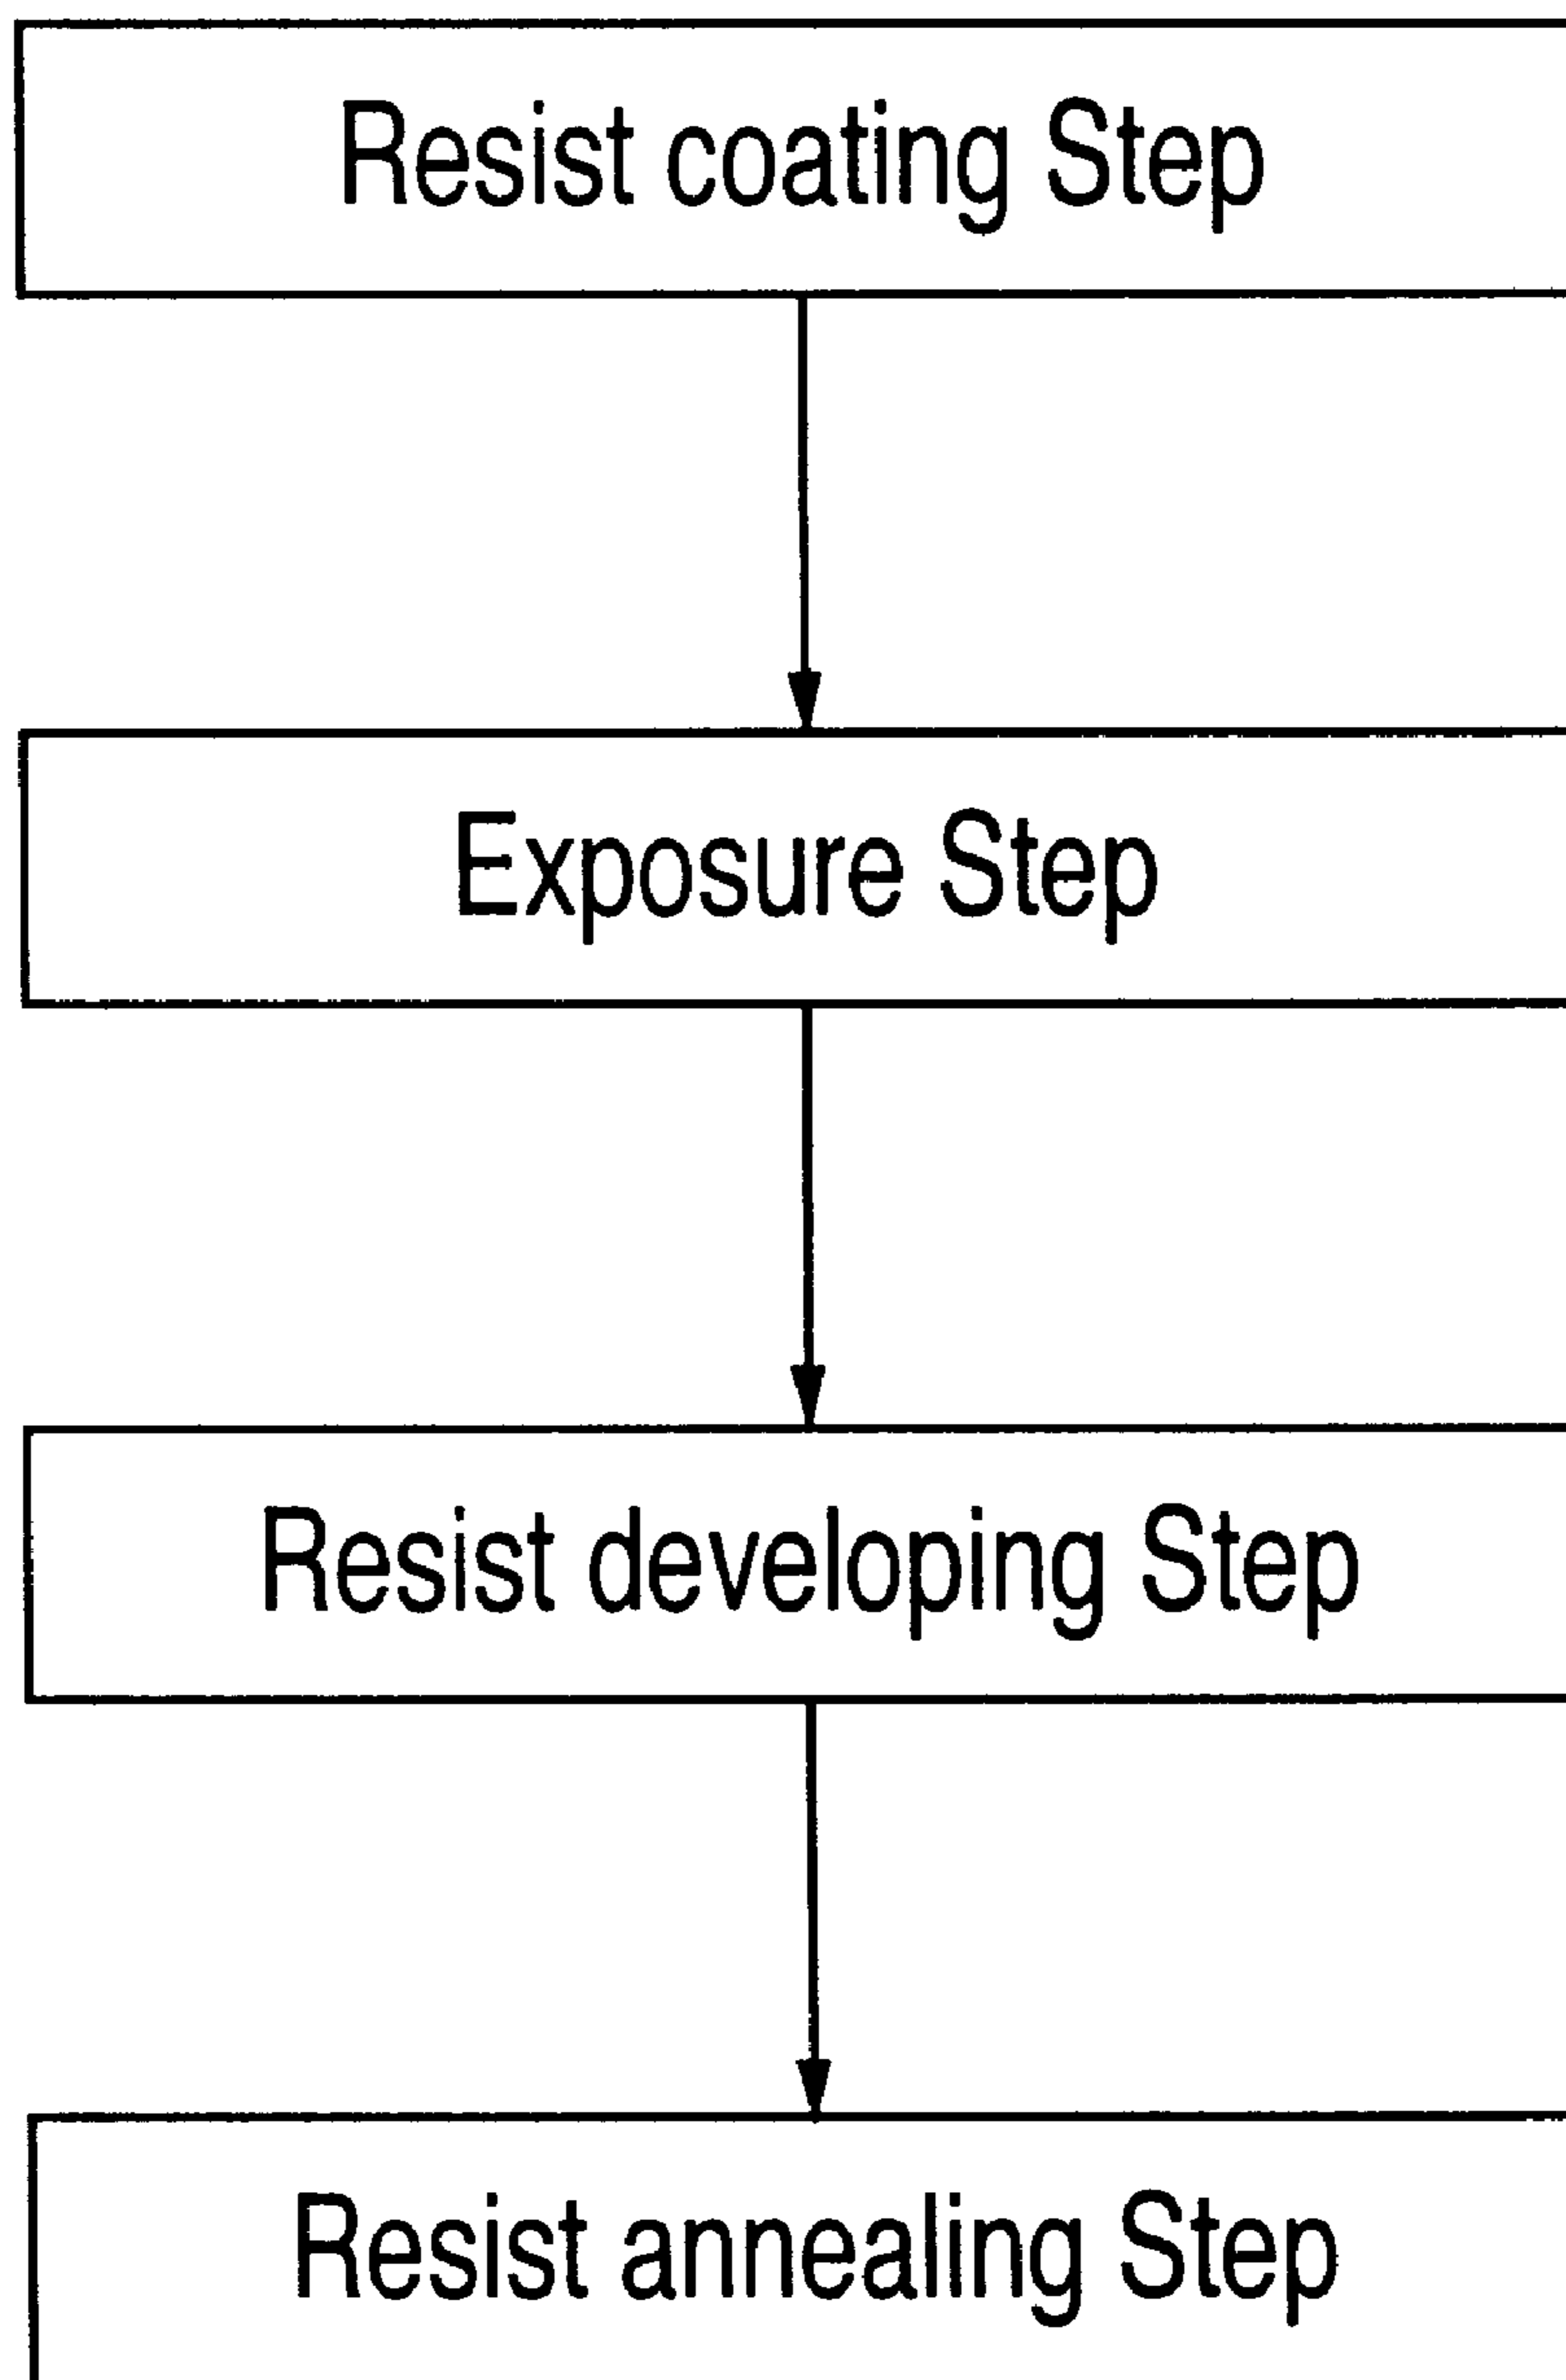 Resist coating Step
Exposure Step
Resist developing Step
Resist annealing Step